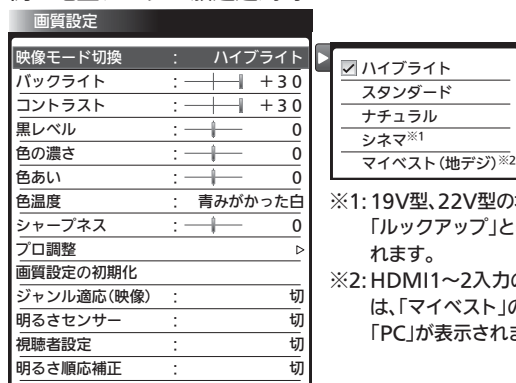 画質設定
映像モード切換 : ハイブライト
バックライト : +30
コントラスト : +30
黒レベル : 0
色の濃さ : 0
色あい : 0
色温度 : 青みがかった白
シャープネス : 0
プロ調整 ▷
画質設定の初期化
ジャンル適応(映像) : 切
明るさセンサー : 切
視聴者設定 : 切
明るさ順応補正 : 切
ハイブライト
スタンダード
ナチュラル
シネマ※1
マイベスト(地デジ)※2
※1: 19V型、22V型の
「ルックアップ」と
れます。
※2: HDMI1~2入力の
は、「マイベスト」の
「PC」が表示されま